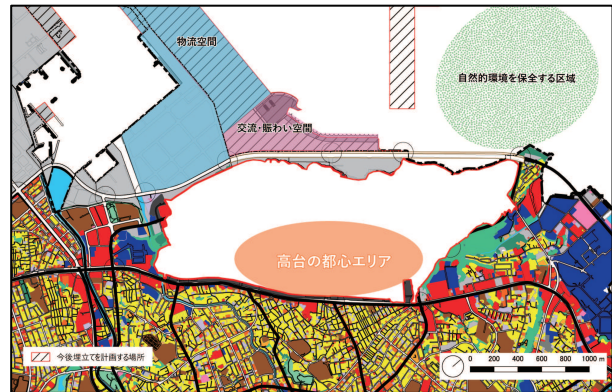 物流空間
自然的環境を保全する区域
交流・賑わい空間
高台の都心エリア
今後埋立てを計画する場所
0 200 400 600 800 1000 m